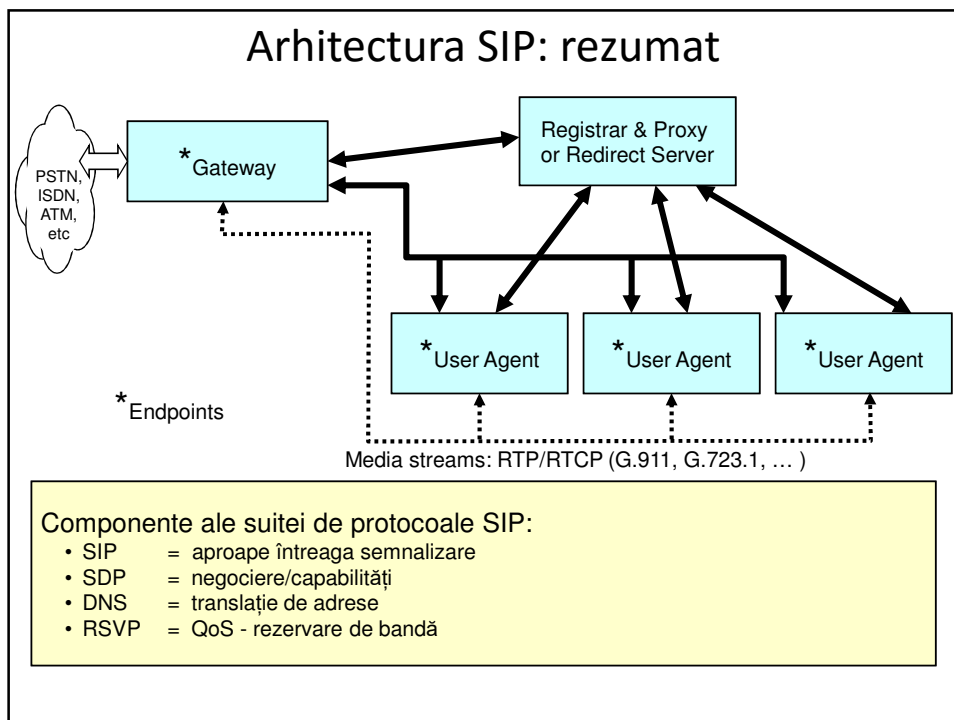 Arhitectura SIP: rezumat
PSTN,
ISDN,
ATM,
etc
*Gateway
Registrar & Proxy
or Redirect Server
*User Agent
*User Agent
*User Agent
*Endpoints
Media streams: RTP/RTCP (G.911, G.723.1, … )
Componente ale suitei de protocoale SIP:
• SIP = aproape întreaga semnalizare
• SDP = negociere/capabilități
• DNS = translație de adrese
• RSVP = QoS - rezervare de bandă